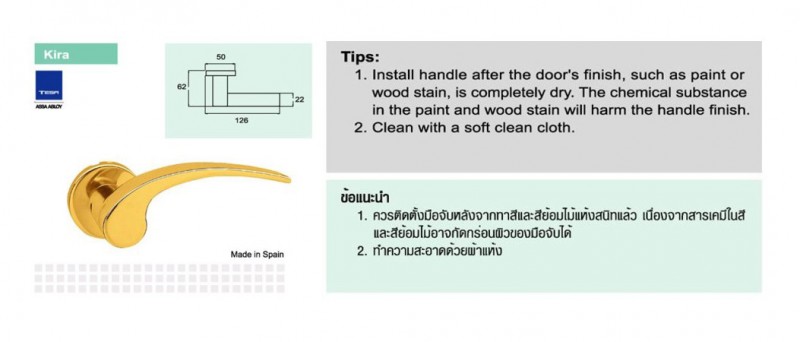 Kira
TESA
ASSA ABLOY
50
62
22
126
Made in Spain
Tips:
1. Install handle after the door's finish, such as paint or
wood stain, is completely dry. The chemical substance
in the paint and wood stain will harm the handle finish.
2. Clean with a soft clean cloth.
ข้อแนะนำ
1. ควรติดตั้งมือจับหลังจากทาสีและสีย้อมไม้แห้งสนิทแล้ว เนื่องจากสารเคมีในสี
และสีย้อมไม้อาจกัดกร่อนผิวของมือจับได้
2. ทำความสะอาดด้วยผ้าแห้ง